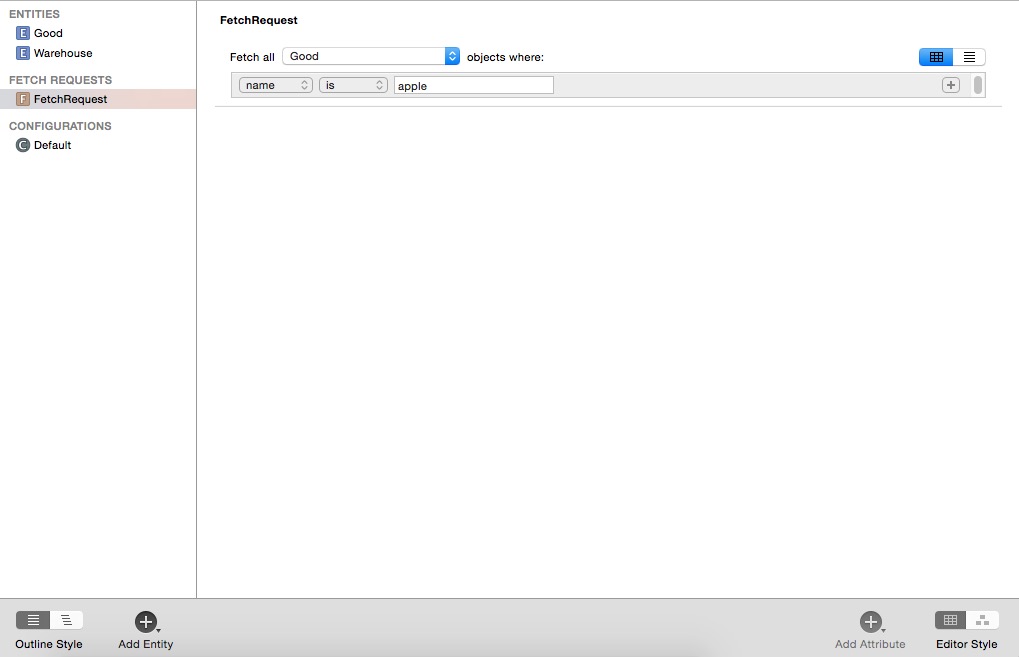 ENTITIES
E Good
E Warehouse
FETCH REQUESTS
F FetchRequest
CONFIGURATIONS
C Default
FetchRequest
Fetch all Good objects where:
name is apple
Outline Style
Add Entity
Add Attribute
Editor Style